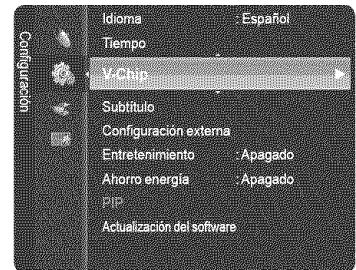 Configuración
Idioma : Español
Tiempo
V-Chip
Subtítulo
Configuración externa
Entretenimiento : Apagado
Ahorro energía : Apagado
PIP
Actualización del software